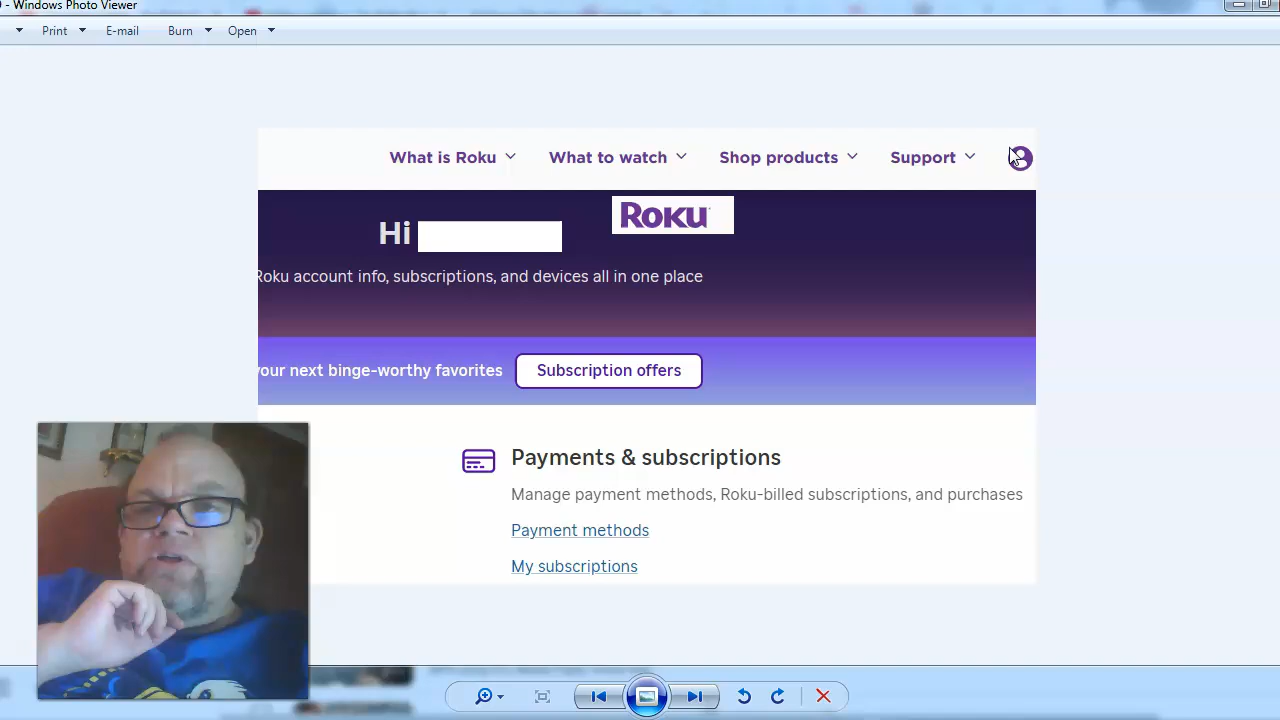 - Windows Photo Viewer
Print E-mail Burn Open
What is Roku What to watch Shop products Support
Roku
Hi
Roku account info, subscriptions, and devices all in one place
your next binge-worthy favorites Subscription offers
Payments & subscriptions
Manage payment methods, Roku-billed subscriptions, and purchases
Payment methods
My subscriptions